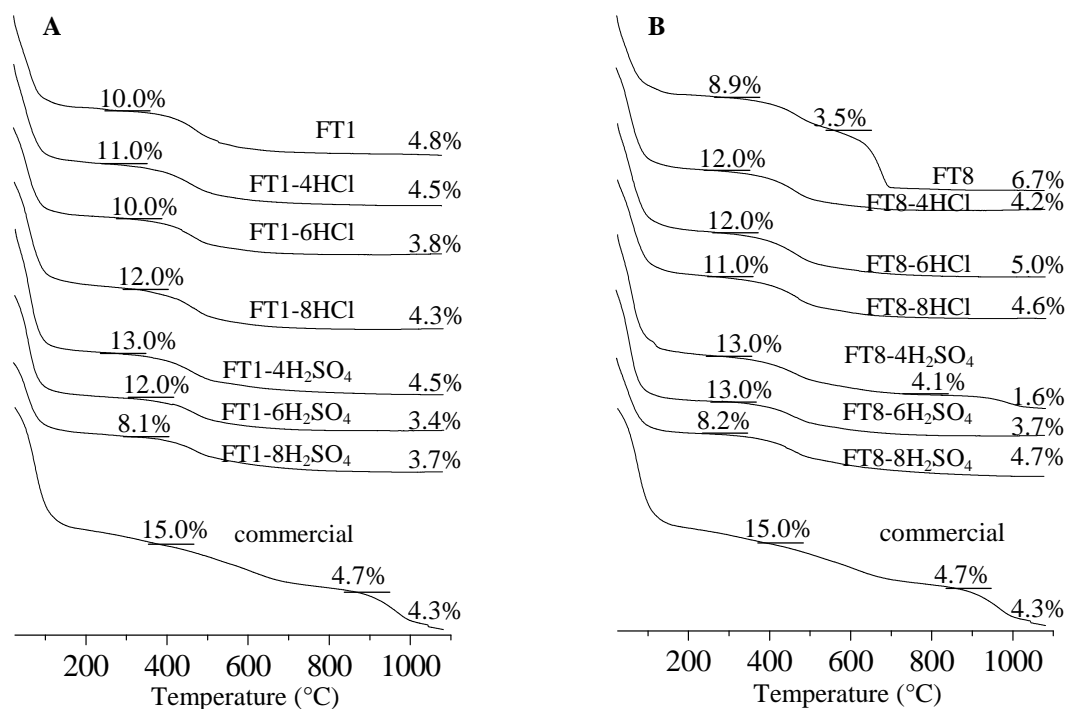 A
10.0%
FT1
4.8%
11.0%
FT1-4HCl
4.5%
10.0%
FT1-6HCl
3.8%
12.0%
FT1-8HCl
4.3%
13.0%
FT1-4H₂SO₄
4.5%
12.0%
FT1-6H₂SO₄
3.4%
8.1%
FT1-8H₂SO₄
3.7%
15.0%
commercial
4.7%
4.3%
200 400 600 800 1000
Temperature (°C)
B
8.9%
3.5%
FT8
6.7%
12.0%
FT8-4HCl
4.2%
12.0%
FT8-6HCl
5.0%
11.0%
FT8-8HCl
4.6%
13.0%
FT8-4H₂SO₄
4.1%
1.6%
13.0%
FT8-6H₂SO₄
3.7%
8.2%
FT8-8H₂SO₄
4.7%
15.0%
commercial
4.7%
4.3%
200 400 600 800 1000
Temperature (°C)